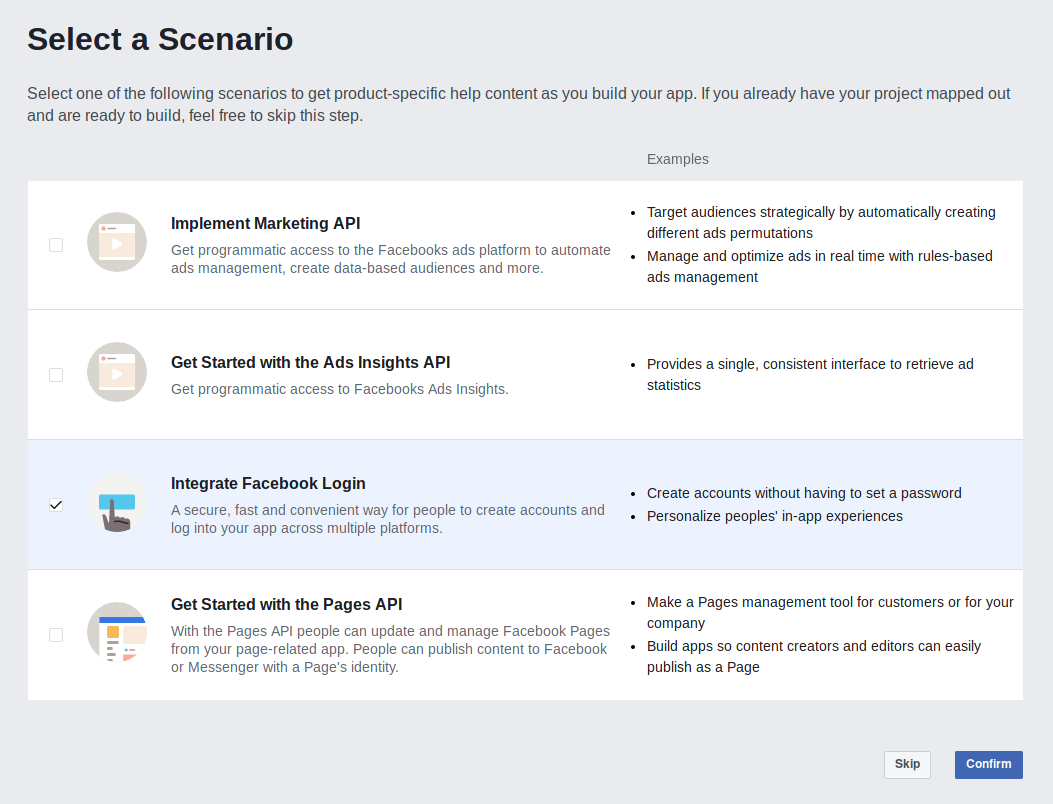 Select a Scenario
Select one of the following scenarios to get product-specific help content as you build your app. If you already have your project mapped out
and are ready to build, feel free to skip this step.
Examples
Implement Marketing API
Get programmatic access to the Facebooks ads platform to automate
ads management, create data-based audiences and more.
Target audiences strategically by automatically creating
different ads permutations
Manage and optimize ads in real time with rules-based
ads management
Get Started with the Ads Insights API
Get programmatic access to Facebooks Ads Insights.
Provides a single, consistent interface to retrieve ad
statistics
Integrate Facebook Login
A secure, fast and convenient way for people to create accounts and
log into your app across multiple platforms.
Create accounts without having to set a password
Personalize peoples' in-app experiences
Get Started with the Pages API
With the Pages API people can update and manage Facebook Pages
from your page-related app. People can publish content to Facebook
or Messenger with a Page's identity.
Make a Pages management tool for customers or for your
company
Build apps so content creators and editors can easily
publish as a Page
Skip
Confirm